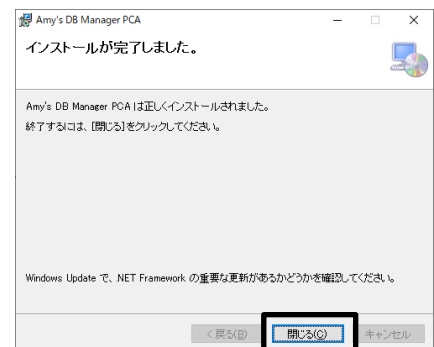 Amy's DB Manager PCA
インストールが完了しました。
Amy's DB Manager PCA は正しくインストールされました。
終了するには、[閉じる]をクリックしてください。
Windows Update で、.NET Framework の重要な更新があるかどうかを確認してください。
< 戻る(B)
閉じる(C)
キャンセル